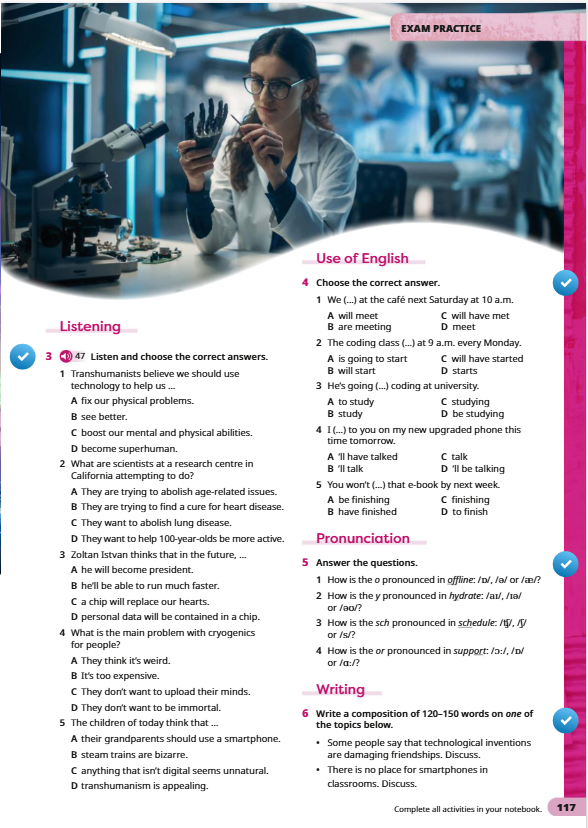 EXAM PRACTICE
Listening
3 47 Listen and choose the correct answers.
1 Transhumanists believe we should use
technology to help us ...
A fix our physical problems.
B see better.
C boost our mental and physical abilities.
D become superhuman.
2 What are scientists at a research centre in
California attempting to do?
A They are trying to abolish age-related issues.
B They are trying to find a cure for heart disease.
C They want to abolish lung disease.
D They want to help 100-year-olds be more active.
3 Zoltan Istvan thinks that in the future, ...
A he will become president.
B he'll be able to run much faster.
C a chip will replace our hearts.
D personal data will be contained in a chip.
4 What is the main problem with cryogenics
for people?
A They think it's weird.
B It's too expensive.
C They don't want to upload their minds.
D They don't want to be immortal.
5 The children of today think that ...
A their grandparents should use a smartphone.
B steam trains are bizarre.
C anything that isn't digital seems unnatural.
D transhumanism is appealing.
Use of English
4 Choose the correct answer.
1 We (...) at the café next Saturday at 10 a.m.
A will meet C will have met
B are meeting D meet
2 The coding class (...) at 9 a.m. every Monday.
A is going to start C will have started
B will start D starts
3 He's going (...) coding at university.
A to study C studying
B study D be studying
4 I (...) to you on my new upgraded phone this
time tomorrow.
A 'll have talked C talk
B 'll talk D 'll be talking
5 You won't (...) that e-book by next week.
A be finishing C finishing
B have finished D to finish
Pronunciation
5 Answer the questions.
1 How is the o pronounced in offline: /ɒ/, /ə/ or /æ/?
2 How is the y pronounced in hydrate: /aɪ/, /ɪə/
or /əʊ/?
3 How is the sch pronounced in schedule: /ʧ/, /ʃ/
or /s/?
4 How is the or pronounced in support: /ɔː/, /ɒ/
or /ɑː/?
Writing
6 Write a composition of 120–150 words on one of
the topics below.
• Some people say that technological inventions
are damaging friendships. Discuss.
• There is no place for smartphones in
classrooms. Discuss.
Complete all activities in your notebook. 117